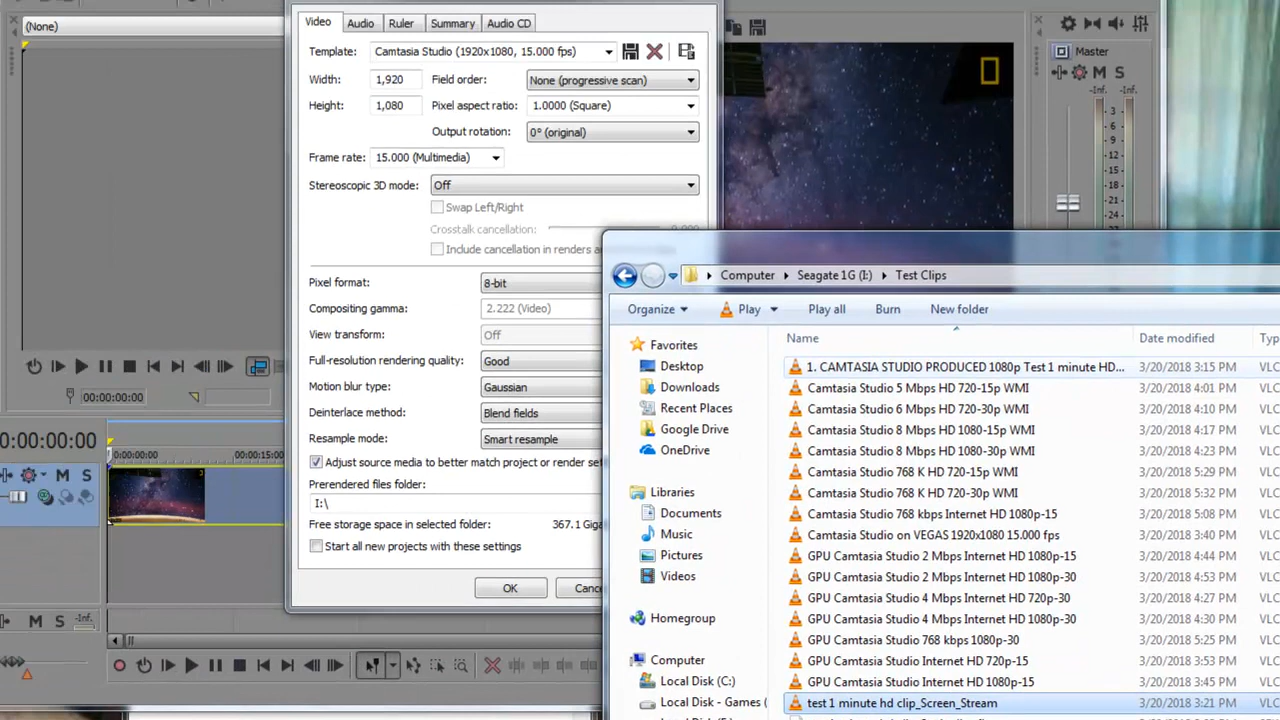 (None)
Video Audio Ruler Summary Audio CD
Template: Camtasia Studio (1920x1080, 15.000 fps)
Width: 1,920 Field order: None (progressive scan)
Height: 1,080 Pixel aspect ratio: 1.0000 (Square)
Output rotation: 0° (original)
Frame rate: 15.000 (Multimedia)
Stereoscopic 3D mode: Off
Swap Left/Right
Crosstalk cancellation:
Include cancellation in renders
Pixel format: 8-bit
Compositing gamma: 2.222 (Video)
View transform: Off
Full-resolution rendering quality: Good
Motion blur type: Gaussian
Deinterlace method: Blend fields
Resample mode: Smart resample
Adjust source media to better match project or render set
Prerendered files folder:
I:\
Free storage space in selected folder: 367.1 Giga
Start all new projects with these settings
OK Cance
Master
M S
-Inf. -Inf.
3
6
9
12
15
18
21
24
27
00:00:00:00
0:00:00:00
0:00:00:00 00:00:15:00
M S
M S -Inf.
Computer Seagate 1G (I:) Test Clips
Organize Play Play all Burn New folder
Favorites
Desktop
Downloads
Recent Places
Google Drive
OneDrive
Libraries
Documents
Music
Pictures
Videos
Homegroup
Computer
Local Disk (C:)
Local Disk - Games (
Name Date modified Typ
1. CAMTASIA STUDIO PRODUCED 1080p Test 1 minute HD... 3/20/2018 3:15 PM VLC
Camtasia Studio 5 Mbps HD 720-15p WMI 3/20/2018 4:01 PM VLC
Camtasia Studio 6 Mbps HD 720-30p WMI 3/20/2018 4:10 PM VLC
Camtasia Studio 8 Mbps HD 1080-15p WMI 3/20/2018 4:17 PM VLC
Camtasia Studio 8 Mbps HD 1080-30p WMI 3/20/2018 4:23 PM VLC
Camtasia Studio 768 K HD 720-15p WMI 3/20/2018 5:29 PM VLC
Camtasia Studio 768 K HD 720-30p WMI 3/20/2018 5:32 PM VLC
Camtasia Studio 768 kbps Internet HD 1080p-15 3/20/2018 5:08 PM VLC
Camtasia Studio on VEGAS 1920x1080 15.000 fps 3/20/2018 3:40 PM VLC
GPU Camtasia Studio 2 Mbps Internet HD 1080p-15 3/20/2018 4:44 PM VLC
GPU Camtasia Studio 2 Mbps Internet HD 1080p-30 3/20/2018 4:53 PM VLC
GPU Camtasia Studio 4 Mbps Internet HD 720p-30 3/20/2018 4:27 PM VLC
GPU Camtasia Studio 4 Mbps Internet HD 1080p-30 3/20/2018 4:30 PM VLC
GPU Camtasia Studio 768 kbps 1080p-30 3/20/2018 5:25 PM VLC
GPU Camtasia Studio Internet HD 720p-15 3/20/2018 3:53 PM VLC
GPU Camtasia Studio Internet HD 1080p-15 3/20/2018 3:45 PM VLC
test 1 minute hd clip_Screen_Stream 3/20/2018 3:21 PM VLC